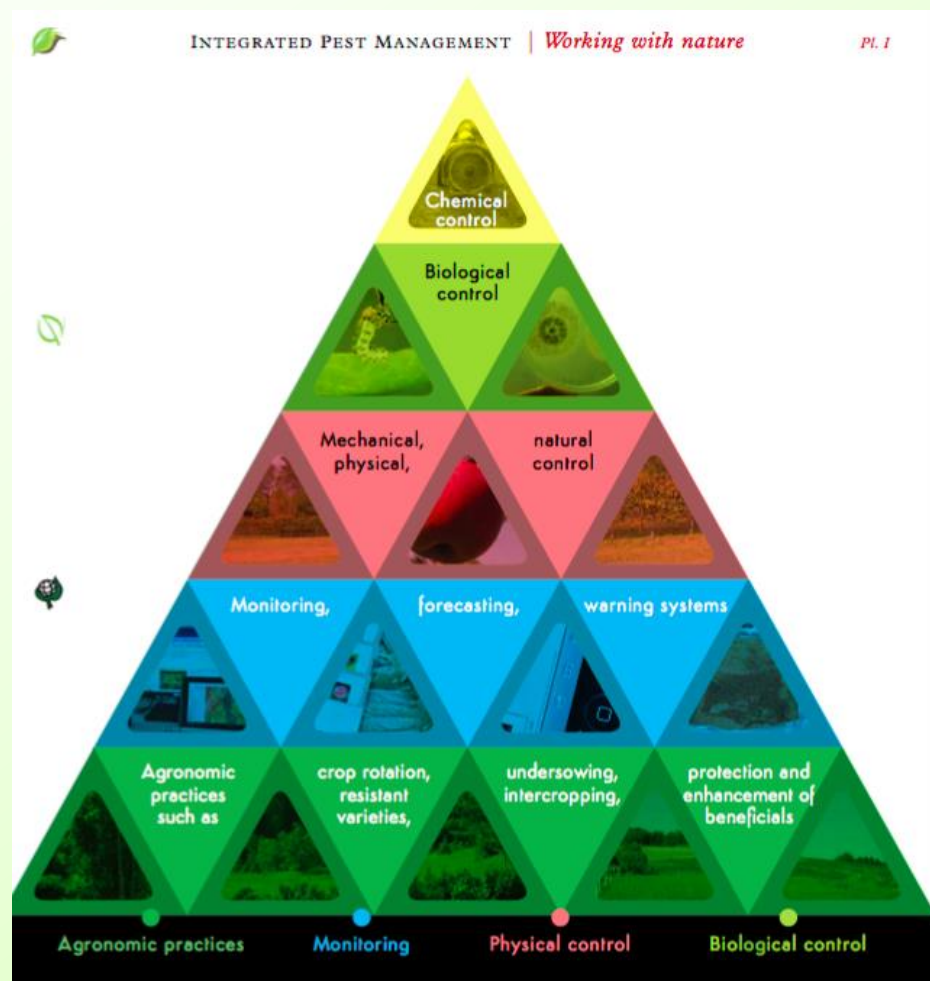 INTEGRATED PEST MANAGEMENT | Working with nature Pl. I
Chemical
control
Biological
control
Mechanical,
physical,
natural
control
Monitoring, forecasting, warning systems
Agronomic
practices
such as
crop rotation,
resistant
varieties,
undersowing,
intercropping,
protection and
enhancement of
beneficials
Agronomic practices Monitoring Physical control Biological control